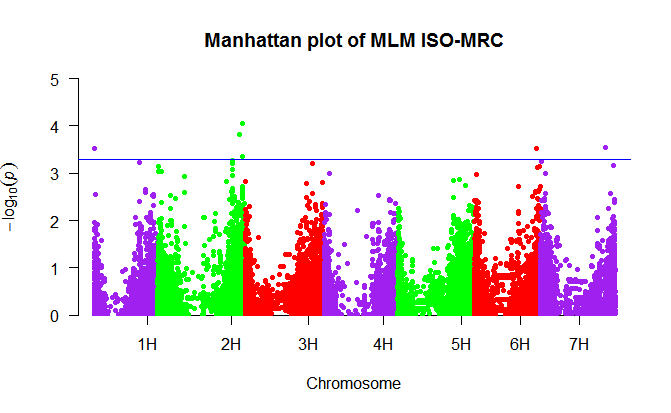 Manhattan plot of MLM ISO-MRC
5
4
3
2
1
0
−log10(p)
1H 2H 3H 4H 5H 6H 7H
Chromosome